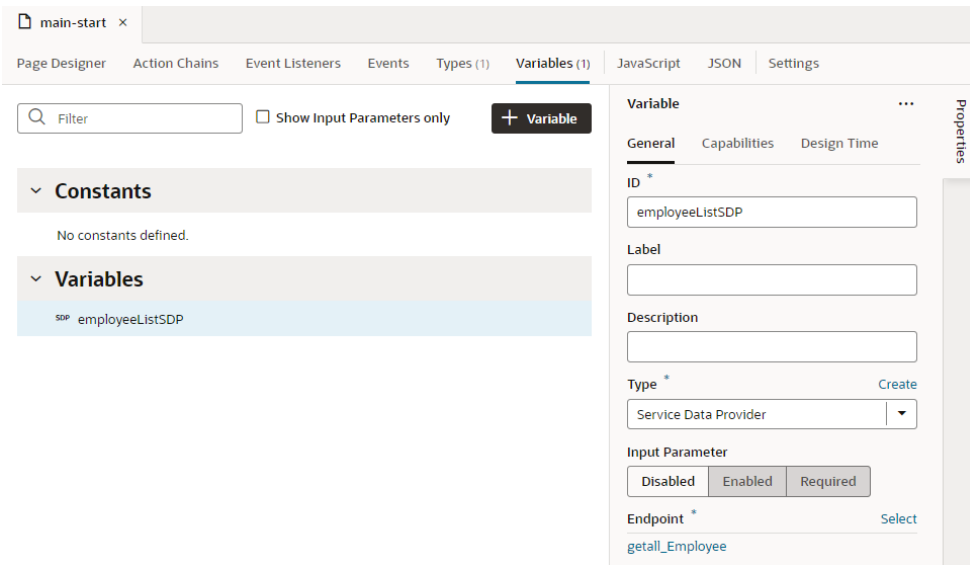 main-start ×
Page Designer Action Chains Event Listeners Events Types (1) Variables (1) JavaScript JSON Settings
Filter Show Input Parameters only + Variable
Constants
No constants defined.
Variables
SDP employeeListSDP
Variable ...
General Capabilities Design Time
ID *
employeeListSDP
Label
Description
Type * Create
Service Data Provider
Input Parameter
Disabled Enabled Required
Endpoint * Select
getall_Employee
Properties